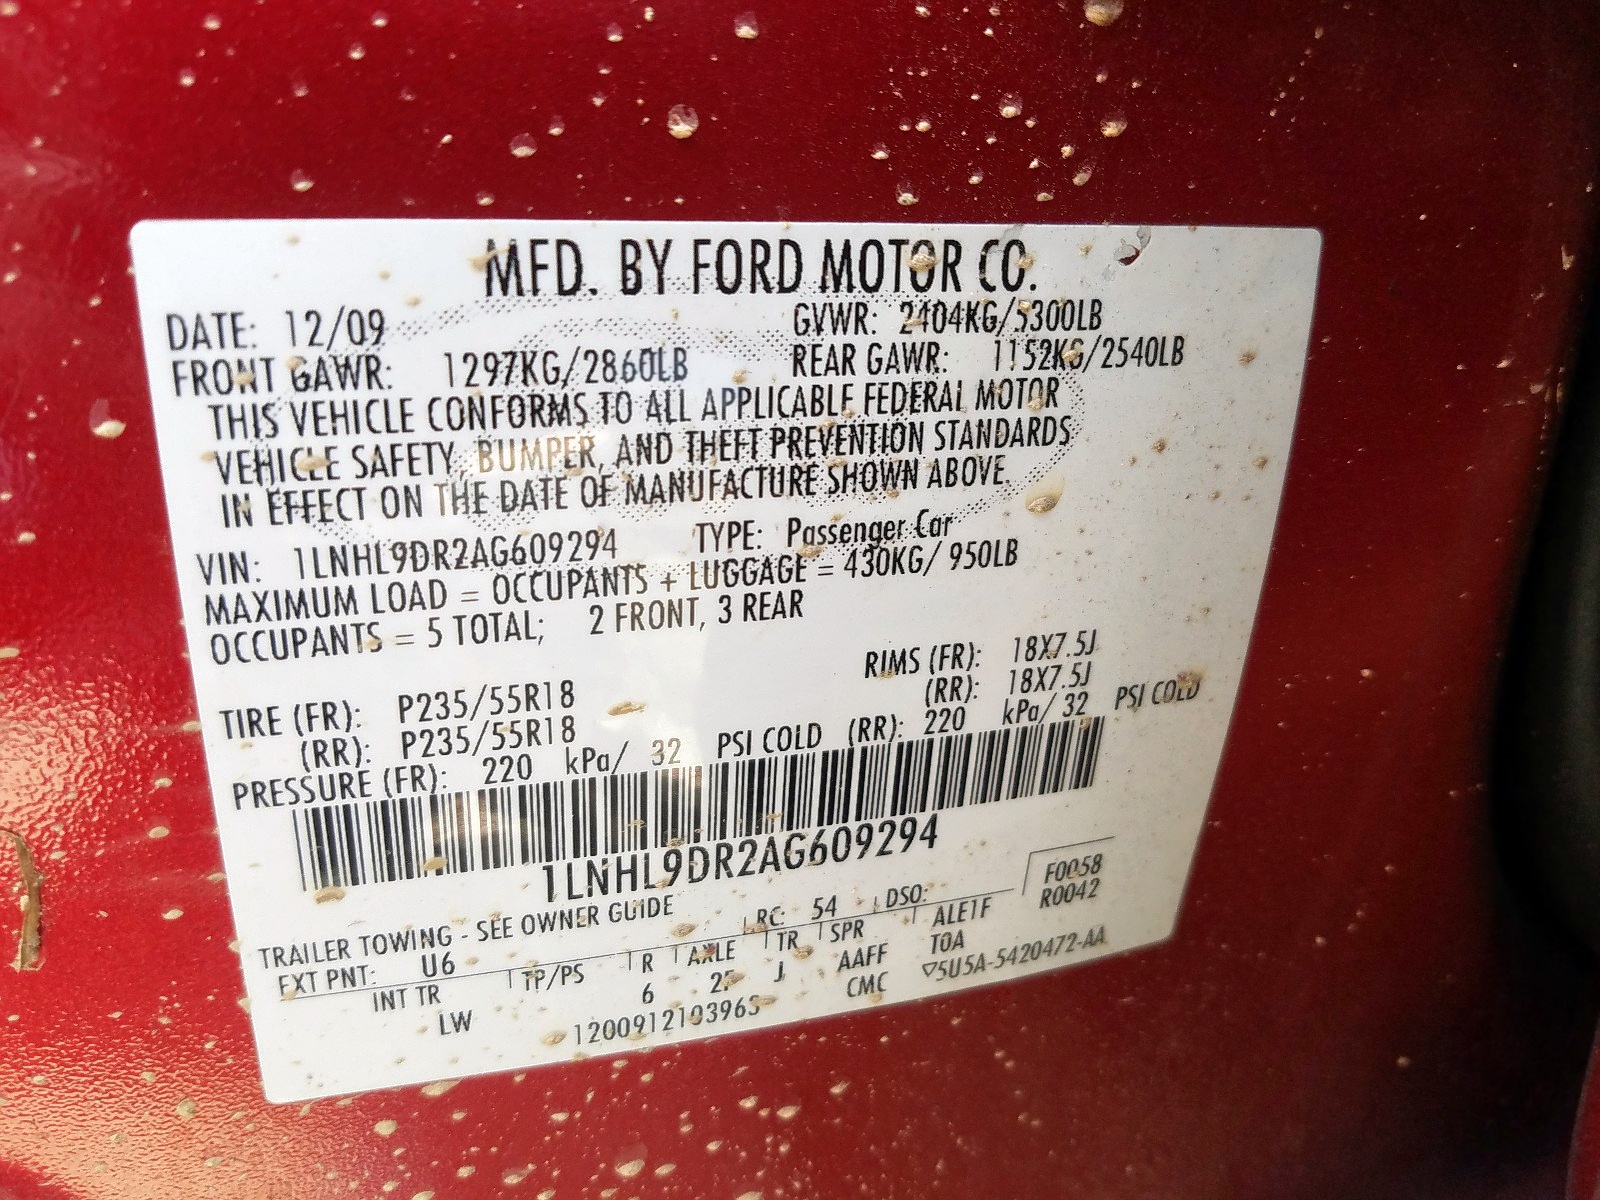 MFD. BY FORD MOTOR CO.
DATE: 12/09 GVWR: 2404KG/5300LB
FRONT GAWR: 1297KG/2860LB REAR GAWR: 1152KG/2540LB
THIS VEHICLE CONFORMS TO ALL APPLICABLE FEDERAL MOTOR
VEHICLE SAFETY, BUMPER, AND THEFT PREVENTION STANDARDS
IN EFFECT ON THE DATE OF MANUFACTURE SHOWN ABOVE.
VIN: 1LNHL9DR2AG609294 TYPE: Passenger Car
MAXIMUM LOAD = OCCUPANTS + LUGGAGE = 430KG/ 950LB
OCCUPANTS = 5 TOTAL; 2 FRONT, 3 REAR
TIRE (FR): P235/55R18 RIMS (FR): 18X7.5J
(RR): P235/55R18 (RR): 18X7.5J
PRESSURE (FR): 220 kPa/ 32 PSI COLD (RR): 220 kPa/ 32 PSI COLD
1LNHL9DR2AG609294
TRAILER TOWING - SEE OWNER GUIDE
EXT PNT: U6 RC: 54 DSO: F0058
R0042
INT TR TP/PS R AXLE TR SPR ALE1F
LW 6 J AAFF TOA
CMC 5U5A-5420472-AA